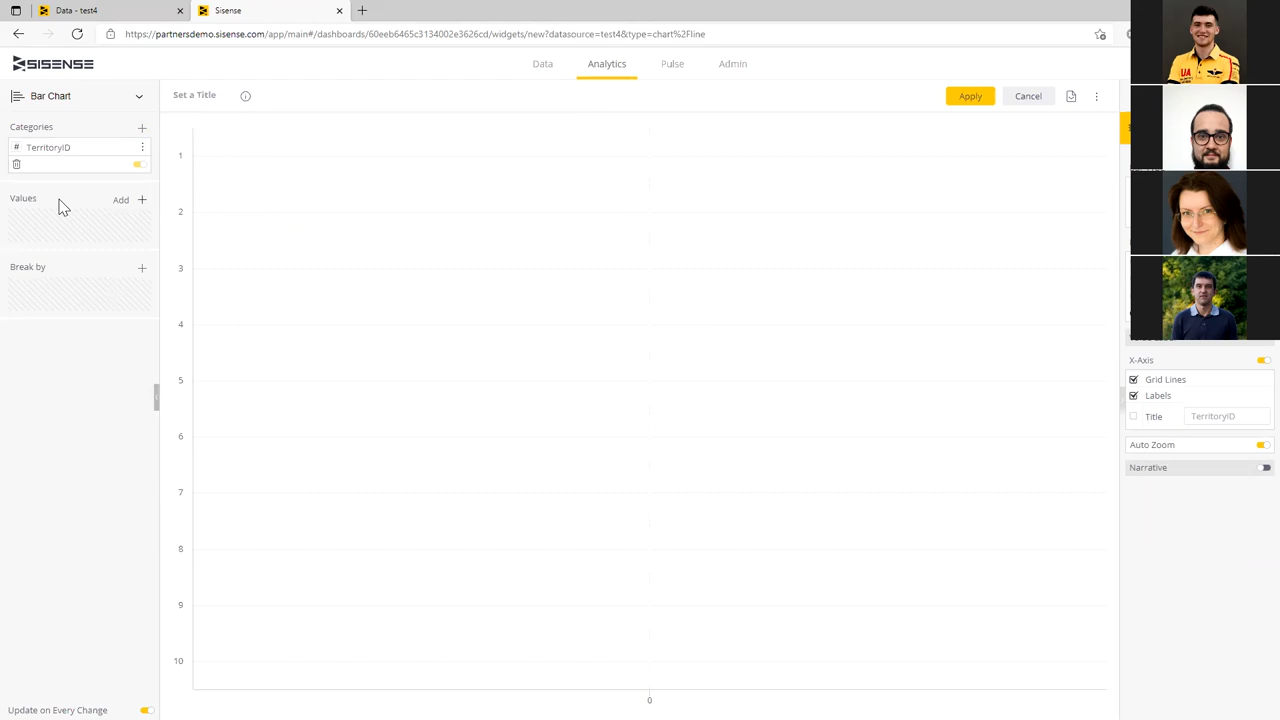 Data - test4
Sisense
https://partnersdemo.sisense.com/app/main#/dashboards/60eeb6465c3134002e3626cd/widgets/new?datasource=test4&type=chart%2Fline
SISENSE
Data
Analytics
Pulse
Admin
Bar Chart
Set a Title
Apply
Cancel
Categories
# TerritoryID
Values
Add
Break by
1
2
3
4
5
6
7
8
9
10
0
X-Axis
Grid Lines
Labels
Title
TerritoryID
Auto Zoom
Narrative
Update on Every Change
UA